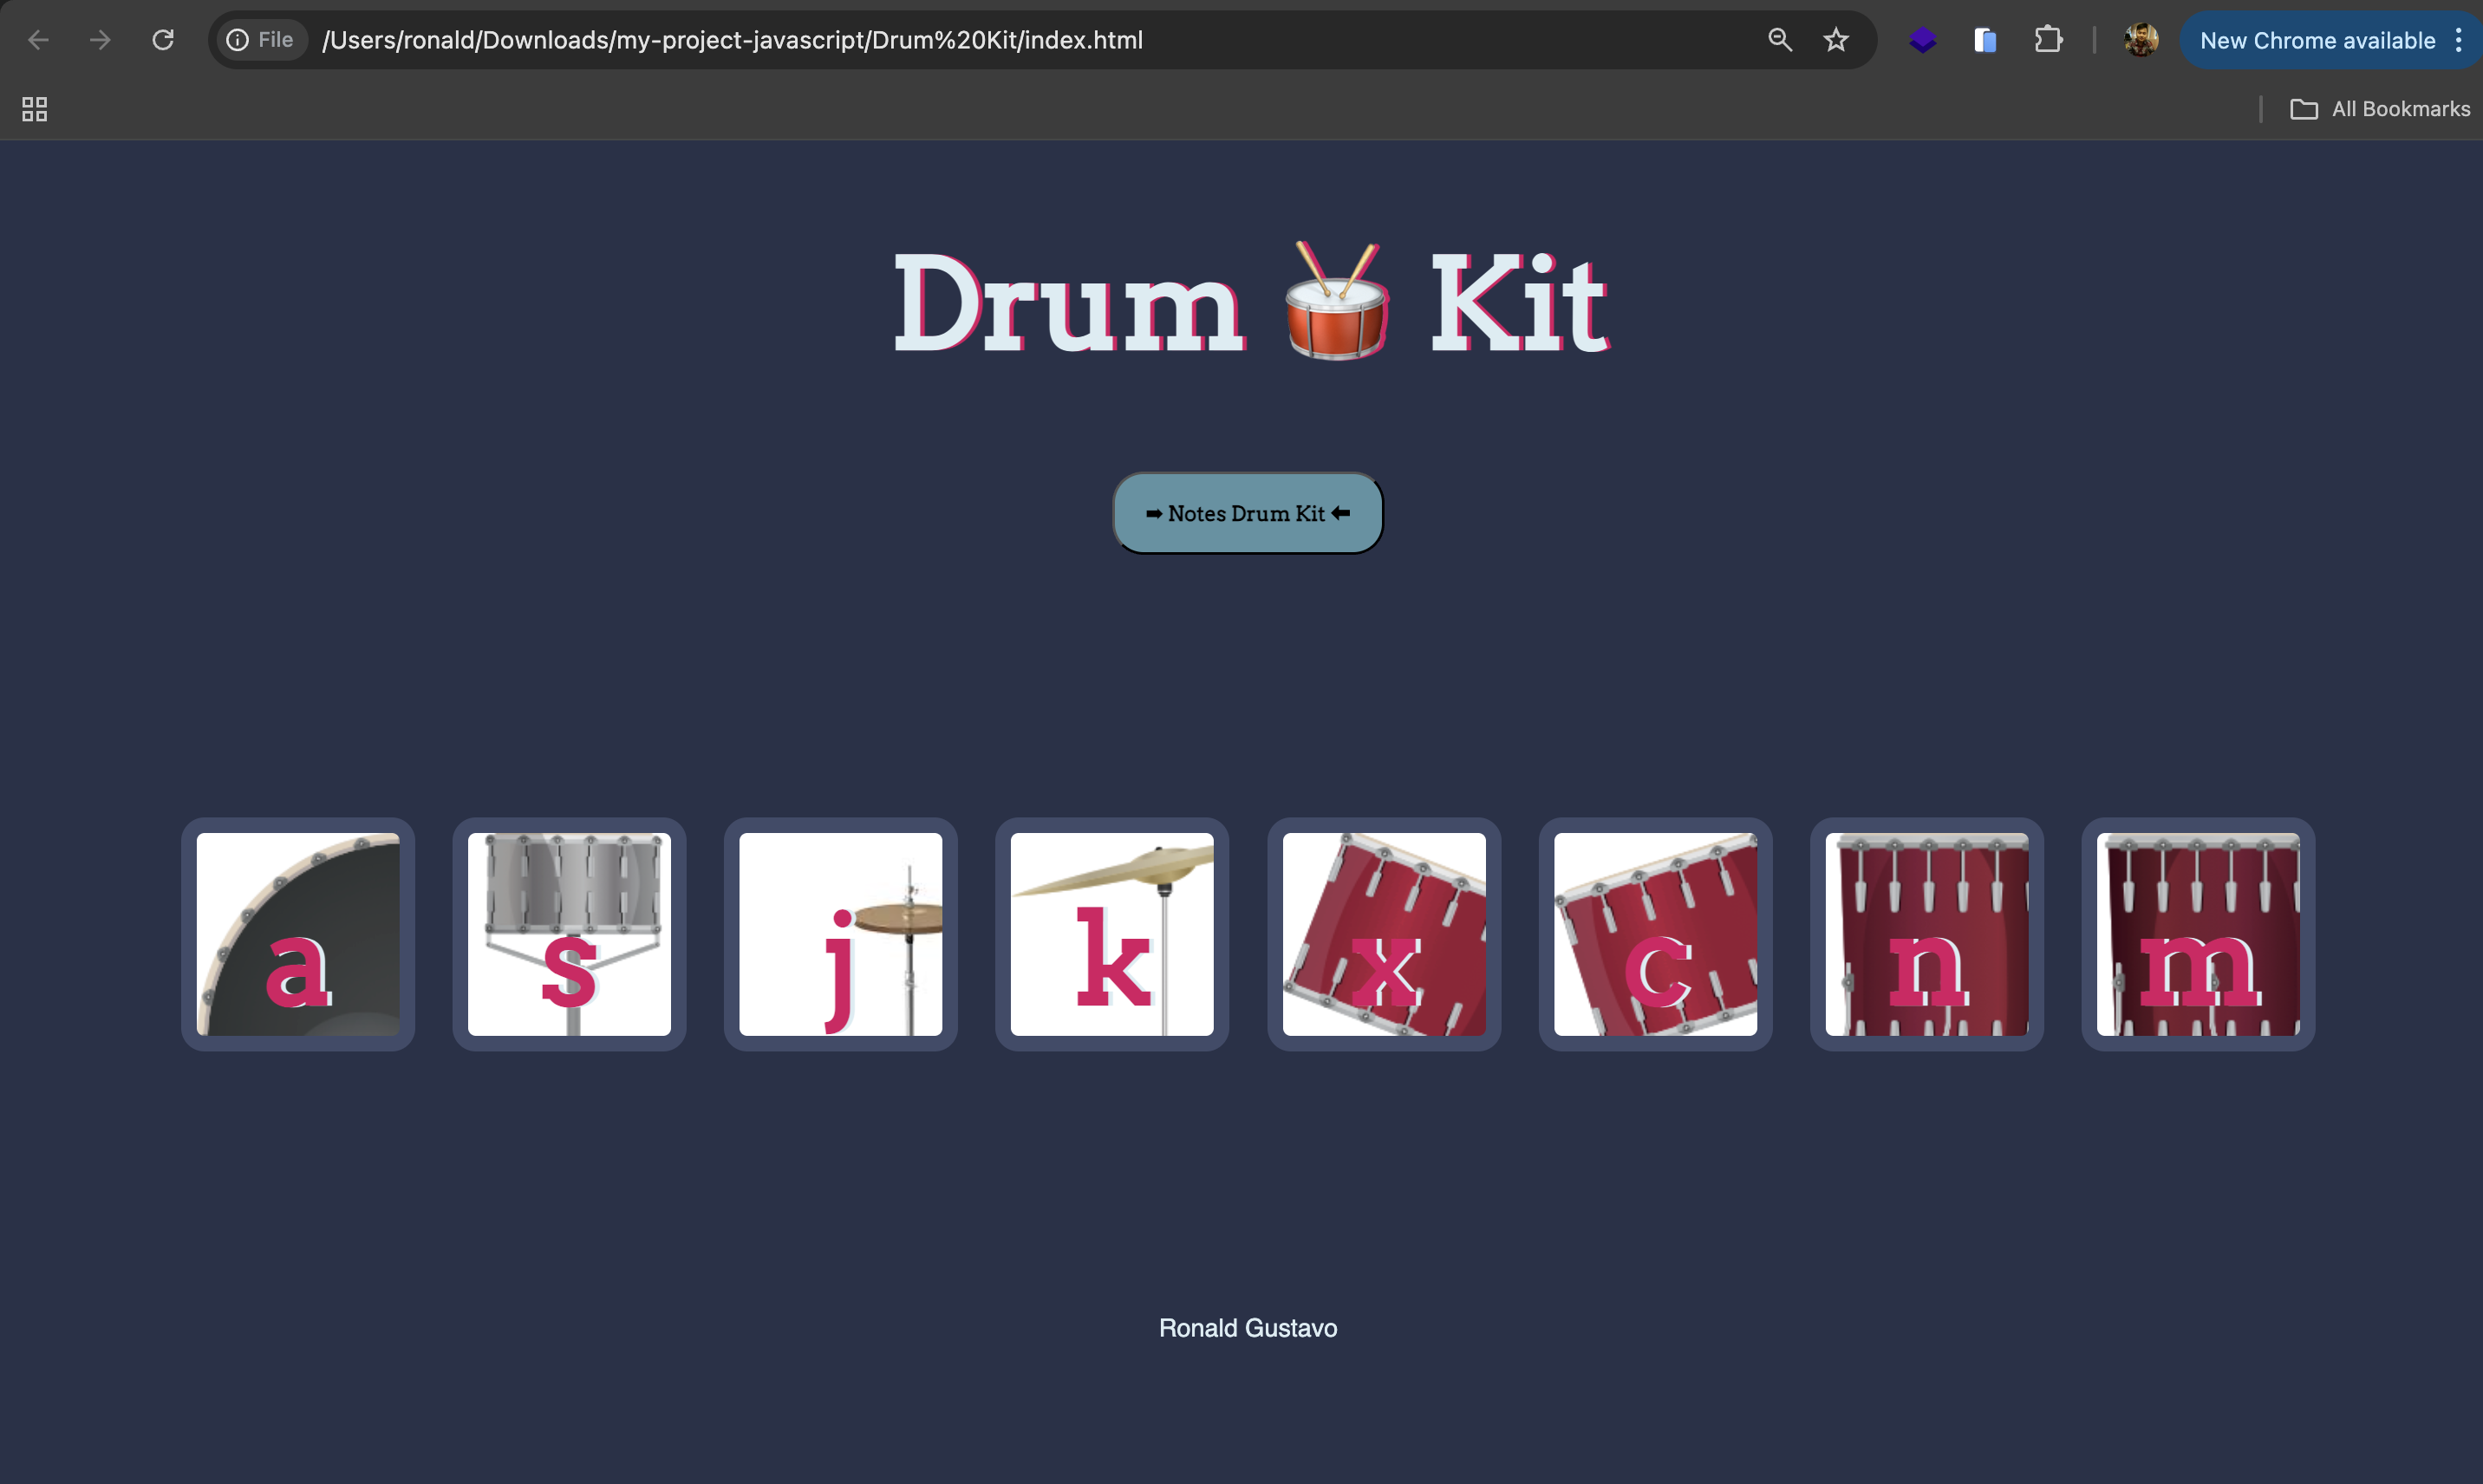 File /Users/ronald/Downloads/my-project-javascript/Drum%20Kit/index.html New Chrome available
All Bookmarks
Drum 🥁 Kit
➡ Notes Drum Kit ⬅
a s j k x c n m
Ronald Gustavo